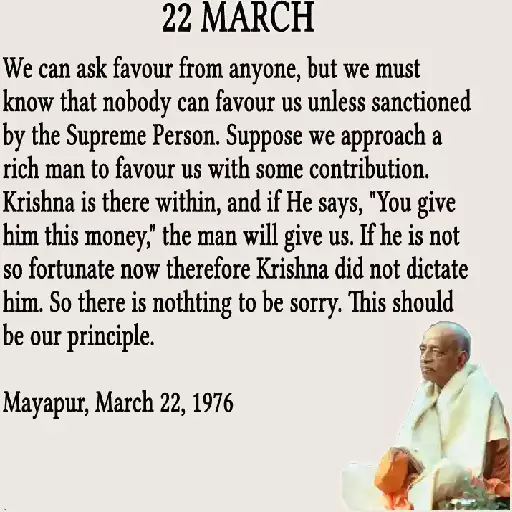 22 MARCH
We can ask favour from anyone, but we must
know that nobody can favour us unless sanctioned
by the Supreme Person. Suppose we approach a
rich man to favour us with some contribution.
Krishna is there within, and if He says, "You give
him this money," the man will give us. If he is not
so fortunate now therefore Krishna did not dictate
him. So there is nothting to be sorry. This should
be our principle.
Mayapur, March 22, 1976